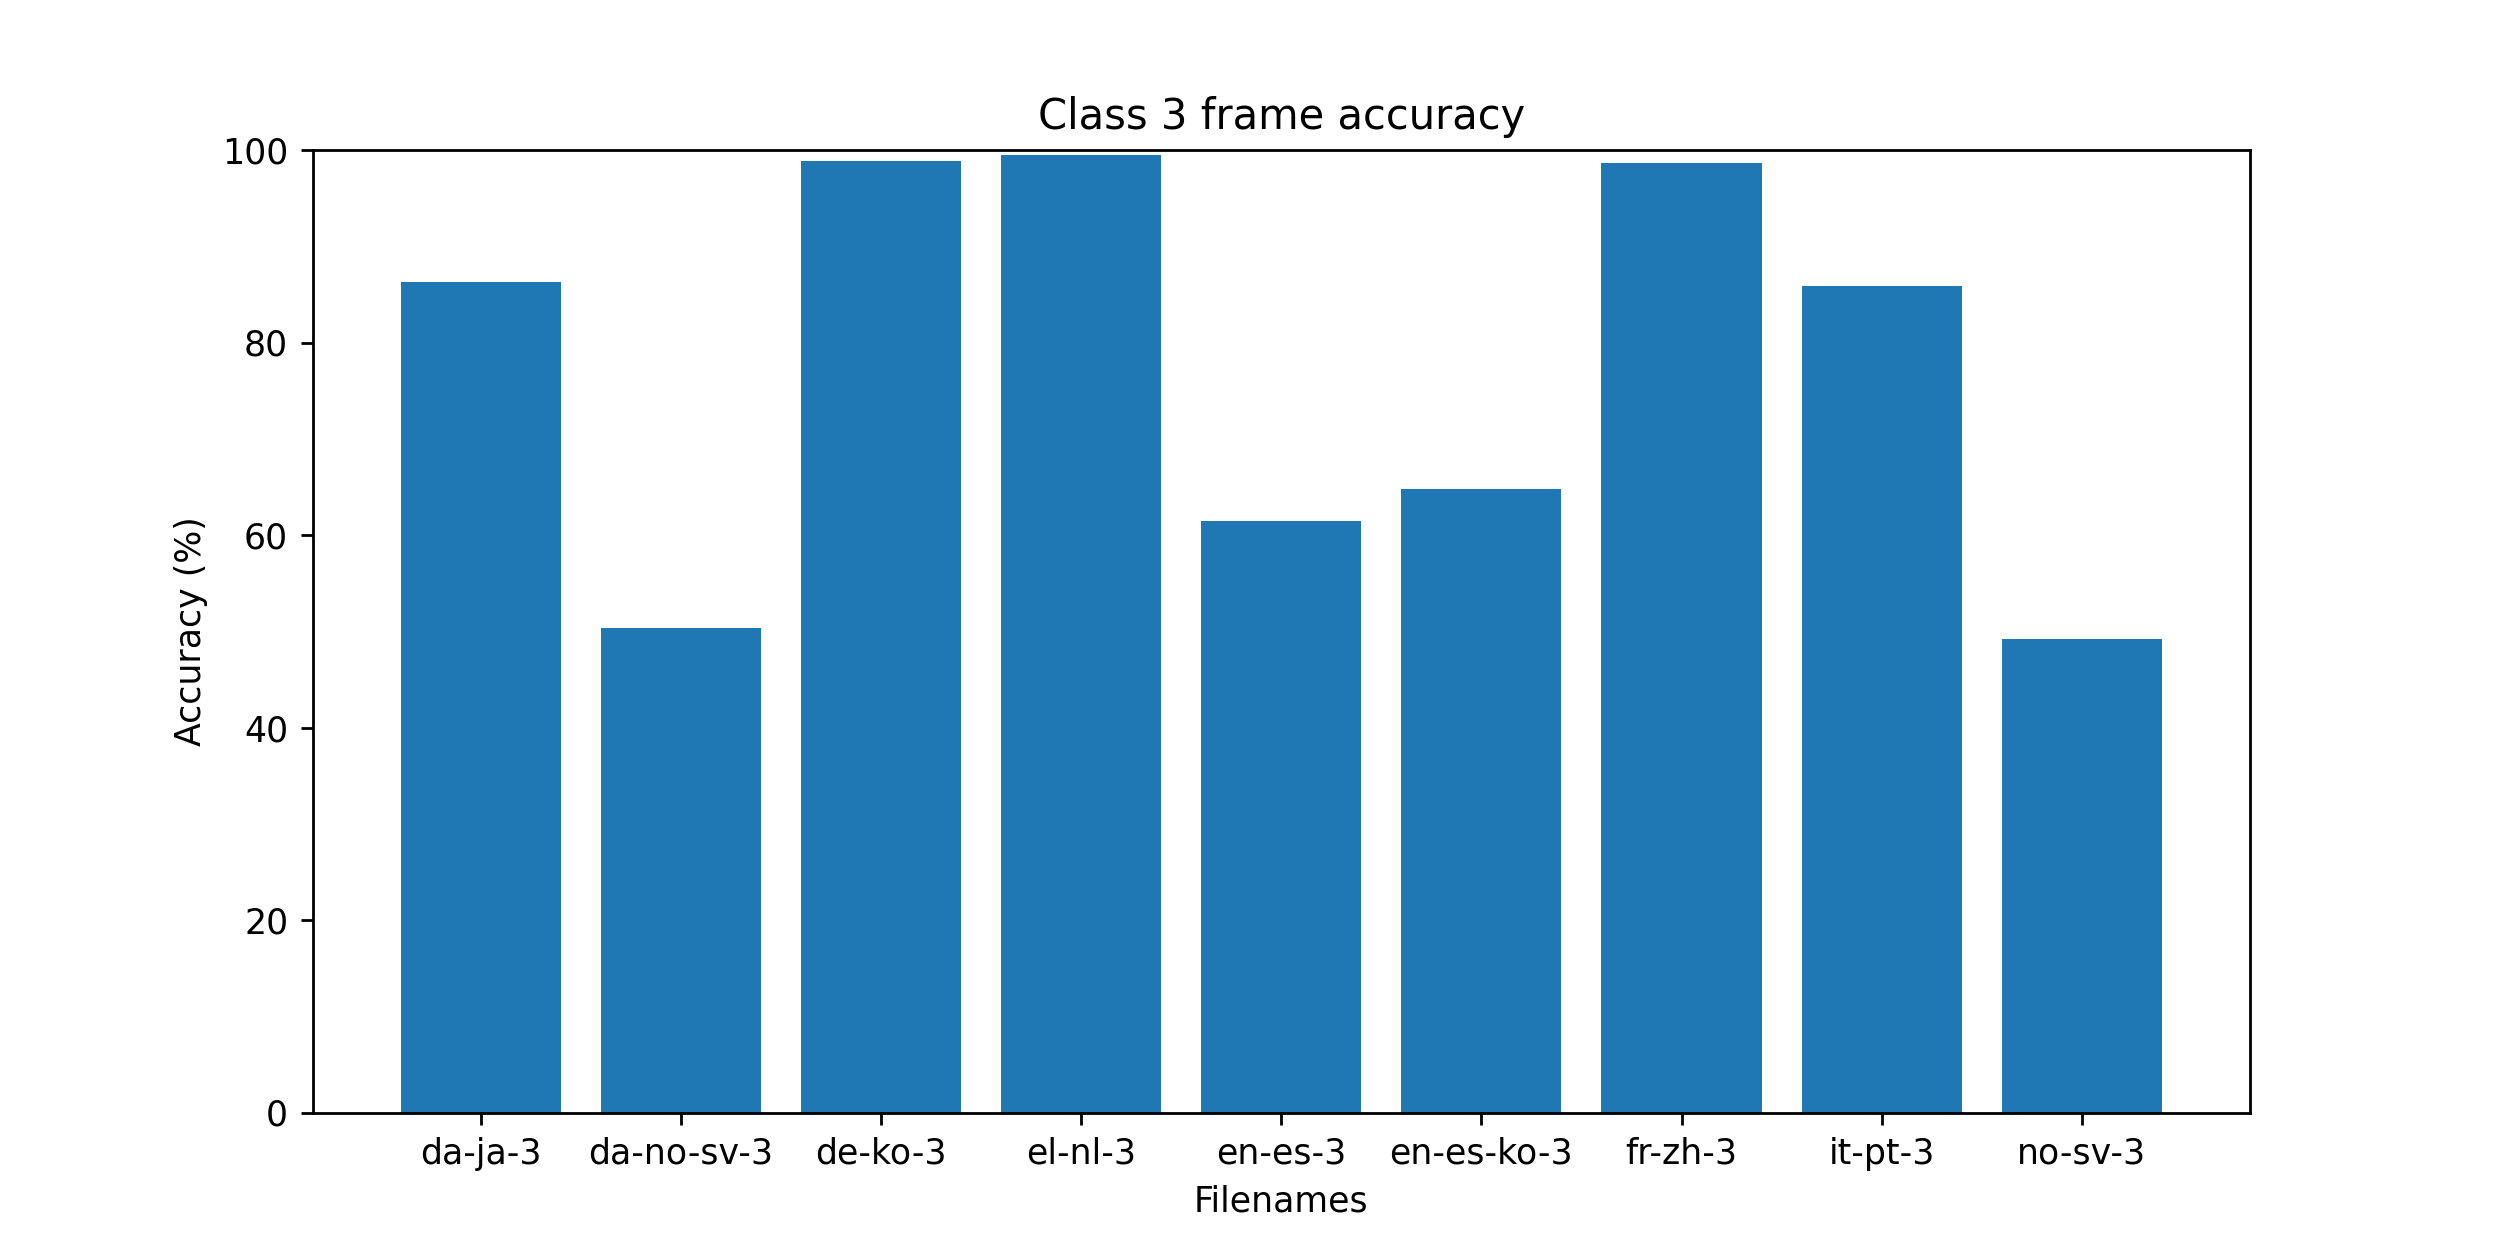 Class 3 frame accuracy
100
80
60
40
20
0
Accuracy (%)
da-ja-3 da-no-sv-3 de-ko-3 el-nl-3 en-es-3 en-es-ko-3 fr-zh-3 it-pt-3 no-sv-3
Filenames